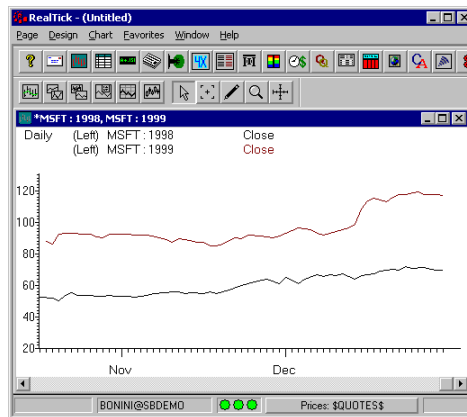 RealTick - (Untitled)
Page Design Chart Favorites Window Help
*MSFT : 1998, MSFT : 1999
Daily (Left) MSFT : 1998 Close
(Left) MSFT : 1999 Close
120
100
80
60
40
20
Nov Dec
BONINI@SBDEMO Prices: $QUOTES$